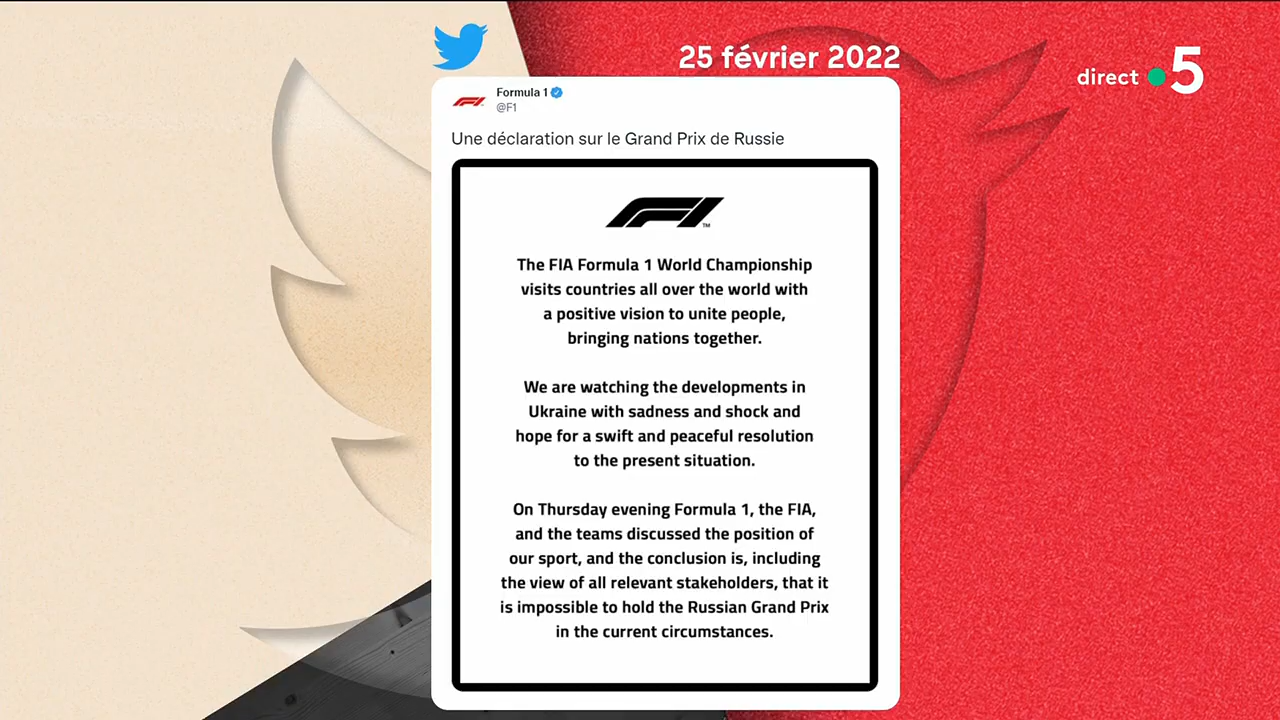 25 février 2022
direct 5
Formula 1
@F1
Une déclaration sur le Grand Prix de Russie
F1 TM
The FIA Formula 1 World Championship
visits countries all over the world with
a positive vision to unite people,
bringing nations together.
We are watching the developments in
Ukraine with sadness and shock and
hope for a swift and peaceful resolution
to the present situation.
On Thursday evening Formula 1, the FIA,
and the teams discussed the position of
our sport, and the conclusion is, including
the view of all relevant stakeholders, that it
is impossible to hold the Russian Grand Prix
in the current circumstances.